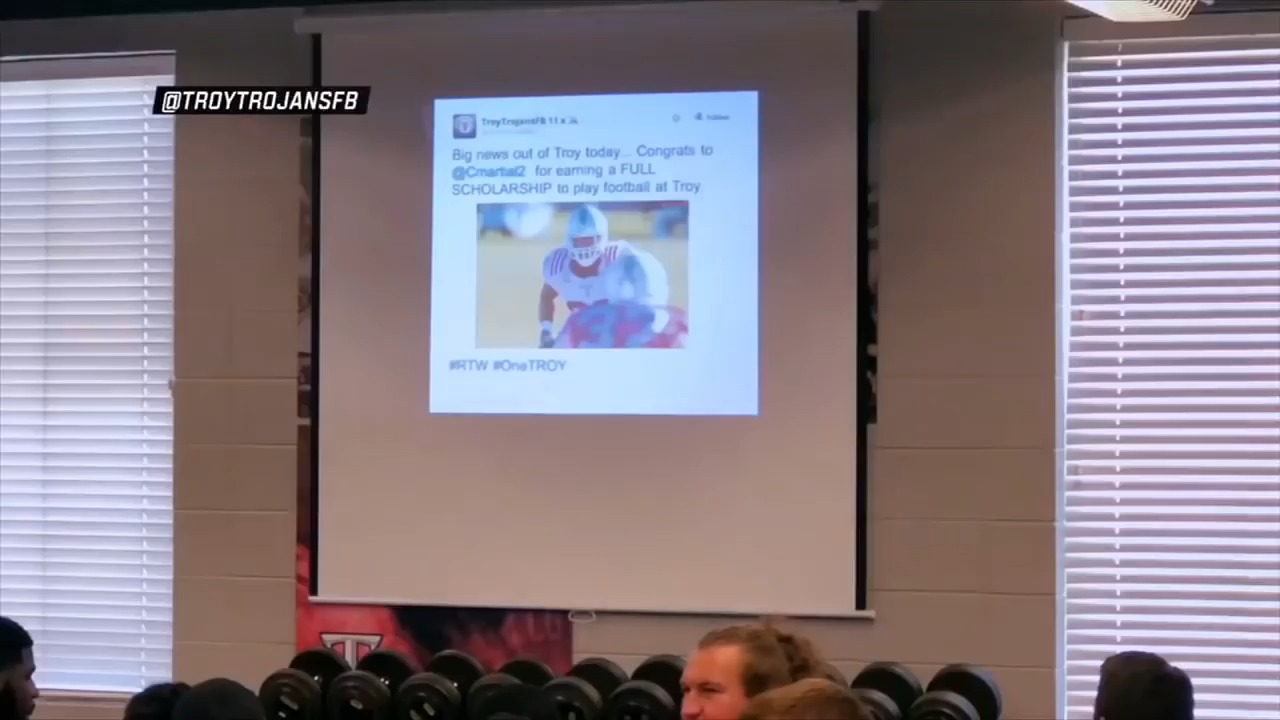 @TROYTROJANSFB
TroyTrojansFB
Follow
Big news out of Troy today... Congrats to
@Cmartial2 for earning a FULL
SCHOLARSHIP to play football at Troy
#RTW #OneTROY
T